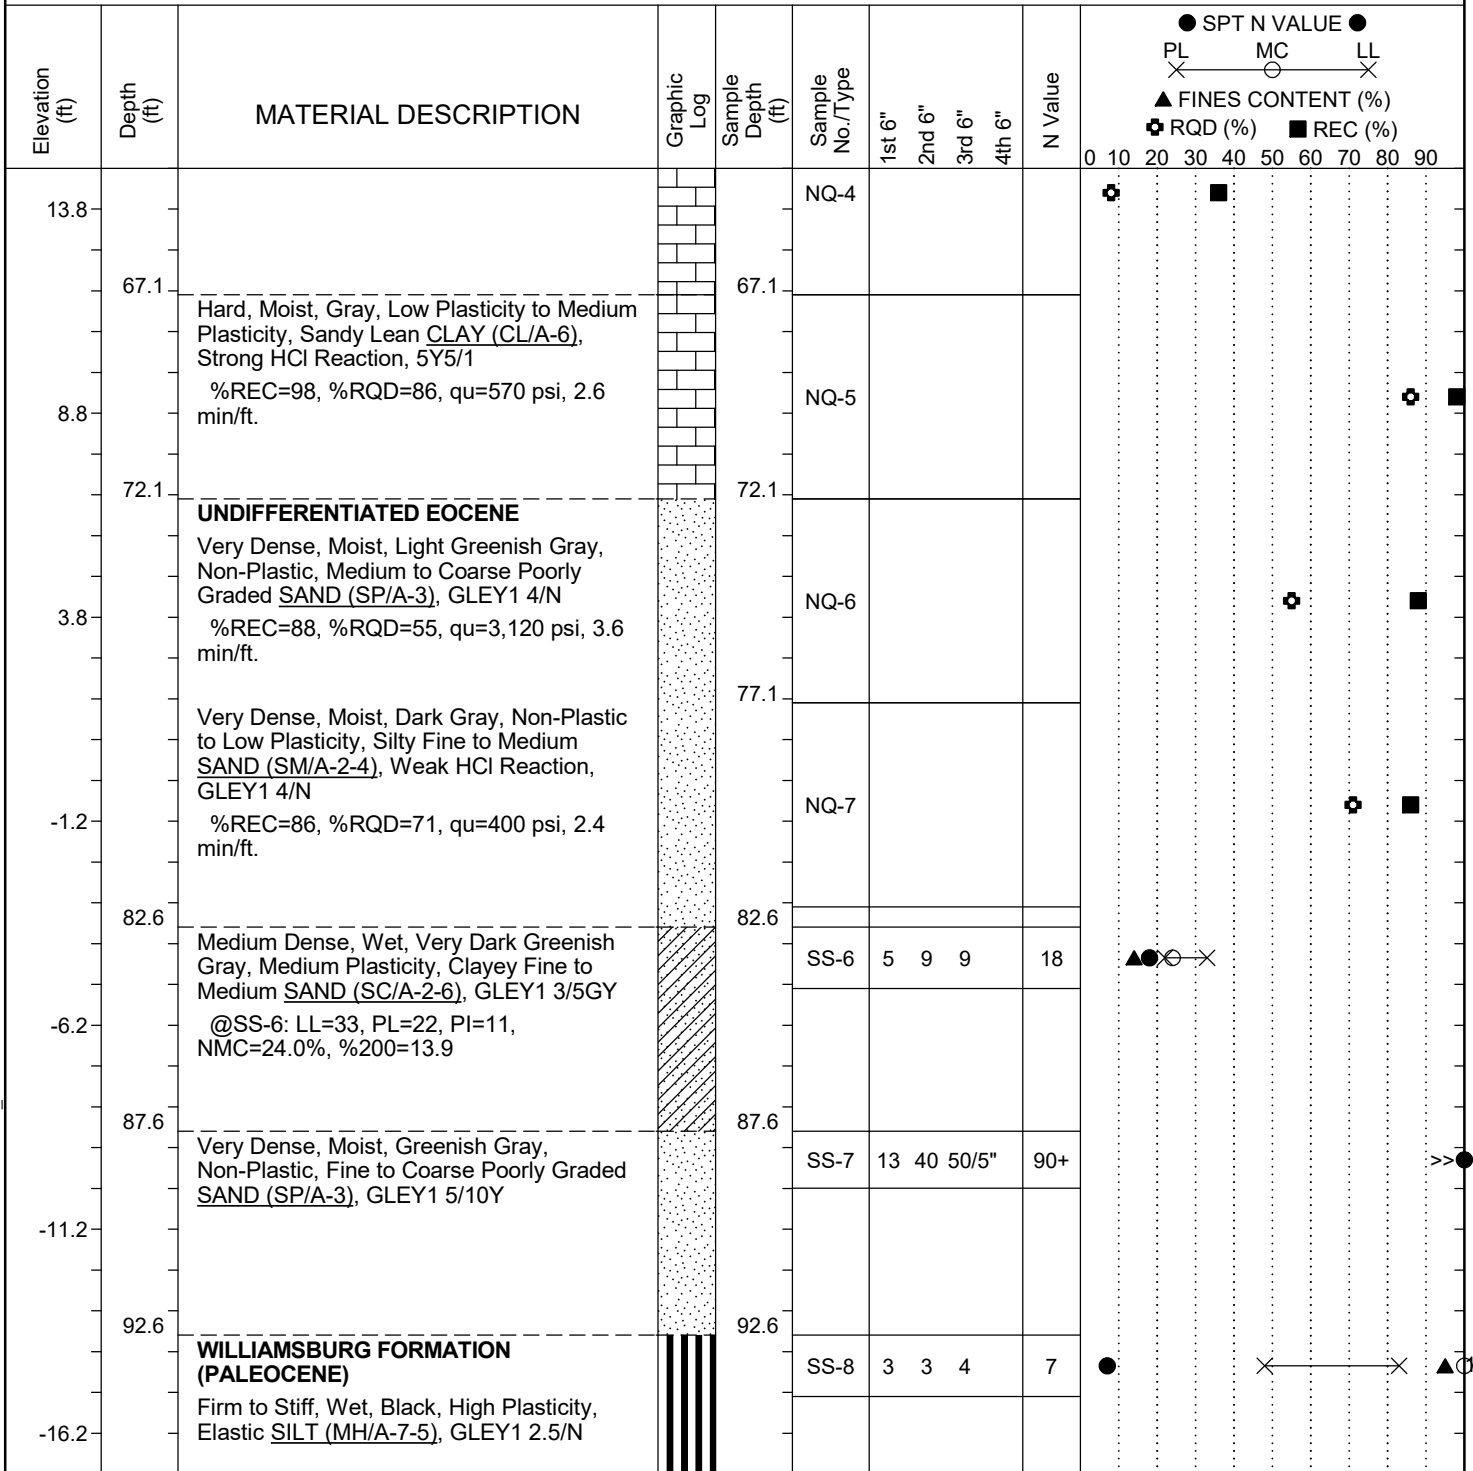 Elevation (ft)
Depth (ft)
MATERIAL DESCRIPTION
Graphic Log
Sample Depth (ft)
Sample No./Type
1st 6"
2nd 6"
3rd 6"
4th 6"
N Value
● SPT N VALUE ●
PL MC LL
▲ FINES CONTENT (%)
RQD (%) ■ REC (%)
0 10 20 30 40 50 60 70 80 90
NQ-4
13.8
67.1 67.1
Hard, Moist, Gray, Low Plasticity to Medium
Plasticity, Sandy Lean CLAY (CL/A-6),
Strong HCl Reaction, 5Y5/1
%REC=98, %RQD=86, qu=570 psi, 2.6
min/ft.
NQ-5
8.8
72.1 72.1
UNDIFFERENTIATED EOCENE
Very Dense, Moist, Light Greenish Gray,
Non-Plastic, Medium to Coarse Poorly
Graded SAND (SP/A-3), GLEY1 4/N
%REC=88, %RQD=55, qu=3,120 psi, 3.6
min/ft.
NQ-6
3.8
77.1
Very Dense, Moist, Dark Gray, Non-Plastic
to Low Plasticity, Silty Fine to Medium
SAND (SM/A-2-4), Weak HCl Reaction,
GLEY1 4/N
%REC=86, %RQD=71, qu=400 psi, 2.4
min/ft.
NQ-7
-1.2
82.6 82.6
Medium Dense, Wet, Very Dark Greenish
Gray, Medium Plasticity, Clayey Fine to
Medium SAND (SC/A-2-6), GLEY1 3/5GY
@SS-6: LL=33, PL=22, PI=11,
NMC=24.0%, %200=13.9
SS-6 5 9 9 18
-6.2
87.6 87.6
Very Dense, Moist, Greenish Gray,
Non-Plastic, Fine to Coarse Poorly Graded
SAND (SP/A-3), GLEY1 5/10Y
SS-7 13 40 50/5" 90+ >>
-11.2
92.6 92.6
WILLIAMSBURG FORMATION
(PALEOCENE)
Firm to Stiff, Wet, Black, High Plasticity,
Elastic SILT (MH/A-7-5), GLEY1 2.5/N
SS-8 3 3 4 7
-16.2